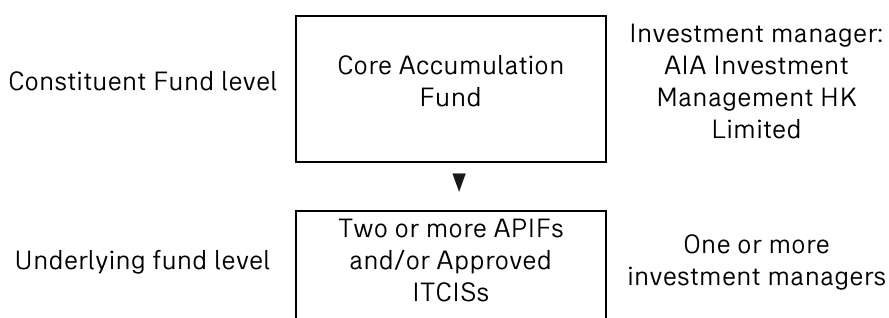 Constituent Fund level
Core Accumulation
Fund
Investment manager:
AIA Investment
Management HK
Limited
Underlying fund level
Two or more APIFs
and/or Approved
ITCISs
One or more
investment managers